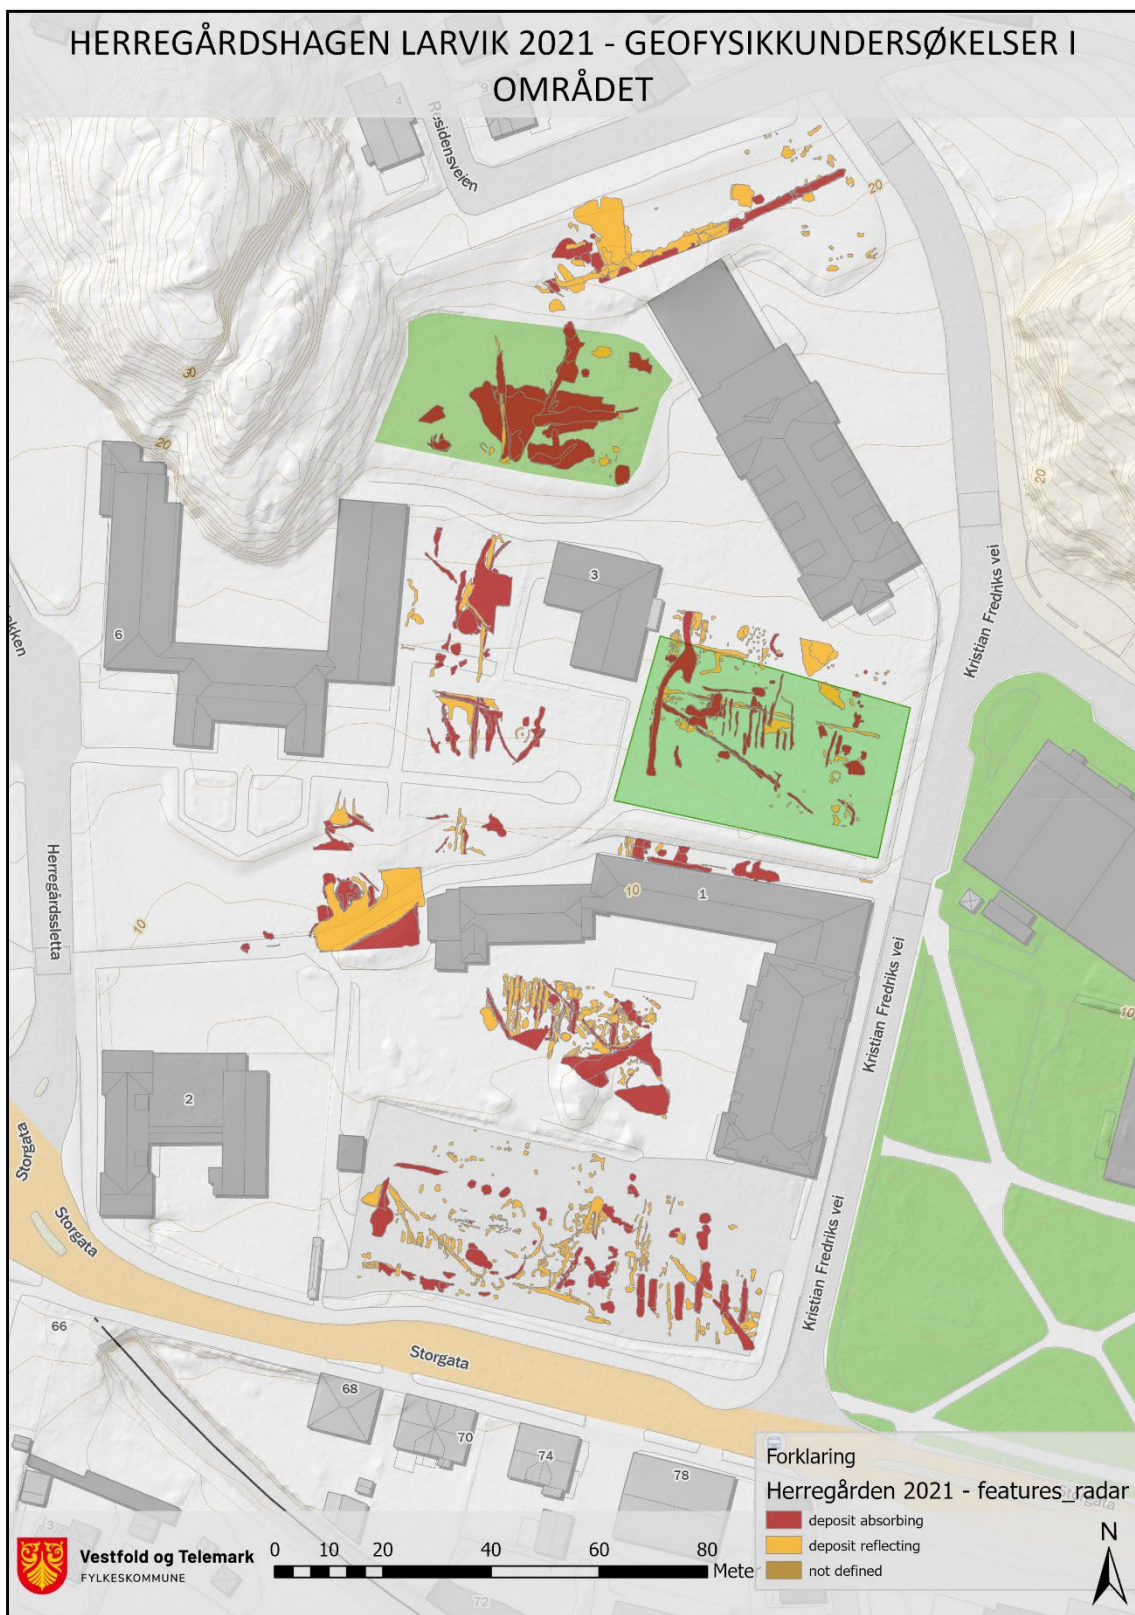 HERREGÅRDSHAGEN LARVIK 2021 - GEOFYSIKKUNDERSØKELSER I
OMRÅDET
4
9
Residensveien
20
30
20
20
3
6
Kristian Fredriks vei
10
1
Herregårdssletta
10
Kristian Fredriks vei
10
2
Storgata
Storgata
Kristian Fredriks vei
66
Storgata
68
70
74
78
72
Forklaring
Herregården 2021 - features_radar
deposit absorbing
deposit reflecting
not defined
Storgata
N
Vestfold og Telemark
FYLKESKOMMUNE
0 10 20 40 60 80
Meter